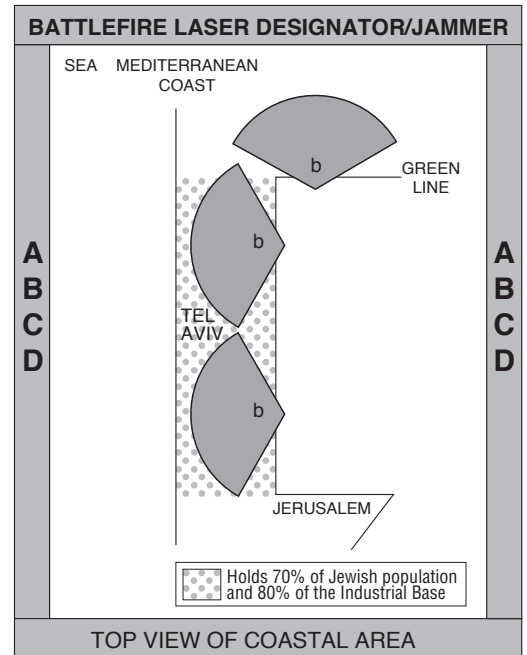 BATTLEFIRE LASER DESIGNATOR/JAMMER
SEA MEDITERRANEAN
COAST
b
GREEN
LINE
b
A
B
C
D
A
B
C
D
TEL
AVIV
b
JERUSALEM
Holds 70% of Jewish population
and 80% of the Industrial Base
TOP VIEW OF COASTAL AREA